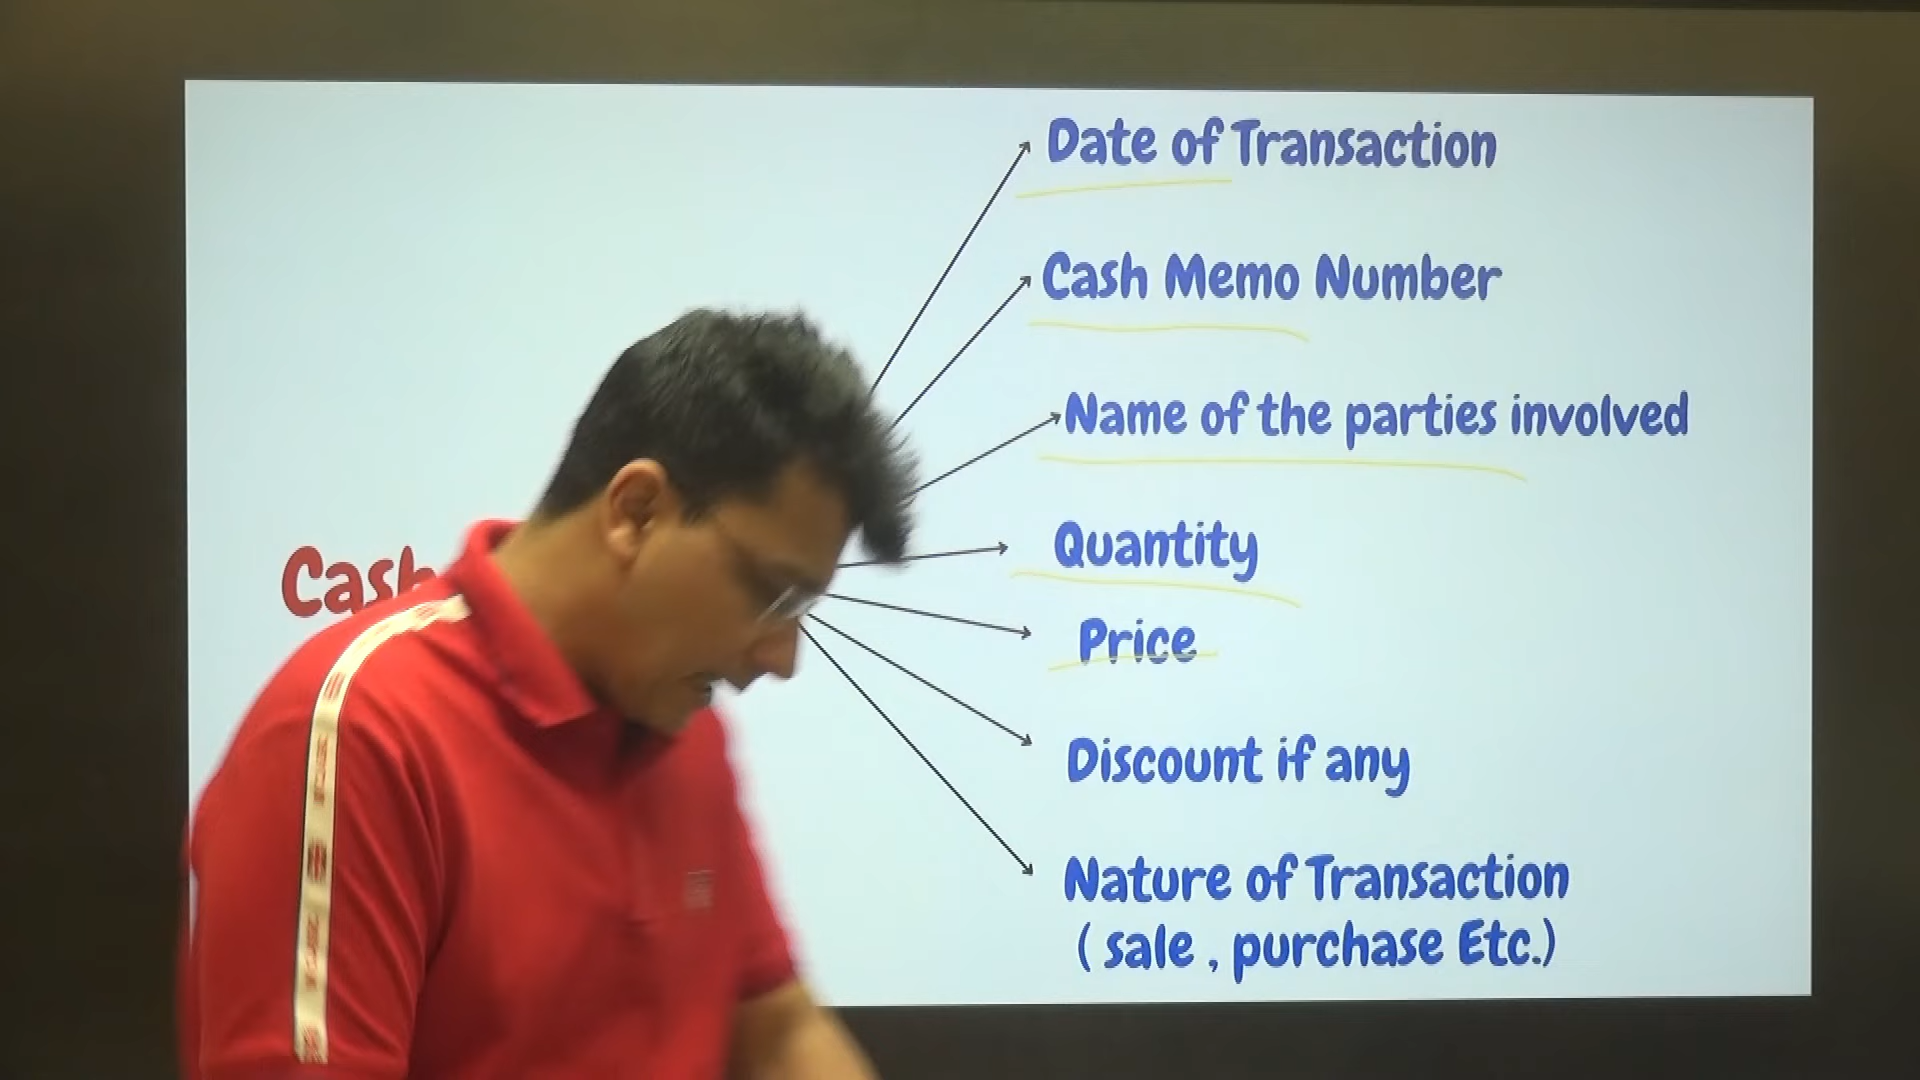 Date of Transaction
Cash Memo Number
Name of the parties involved
Cash
Quantity
Price
Discount if any
Nature of Transaction
( sale , purchase Etc.)